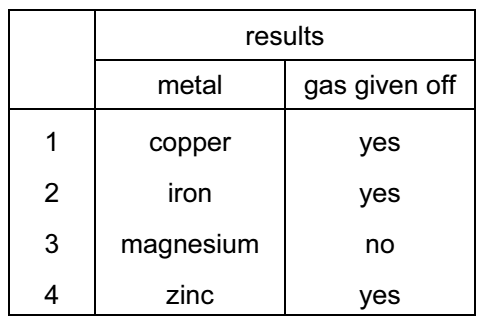 results
metal gas given off
1 copper yes
2 iron yes
3 magnesium no
4 zinc yes